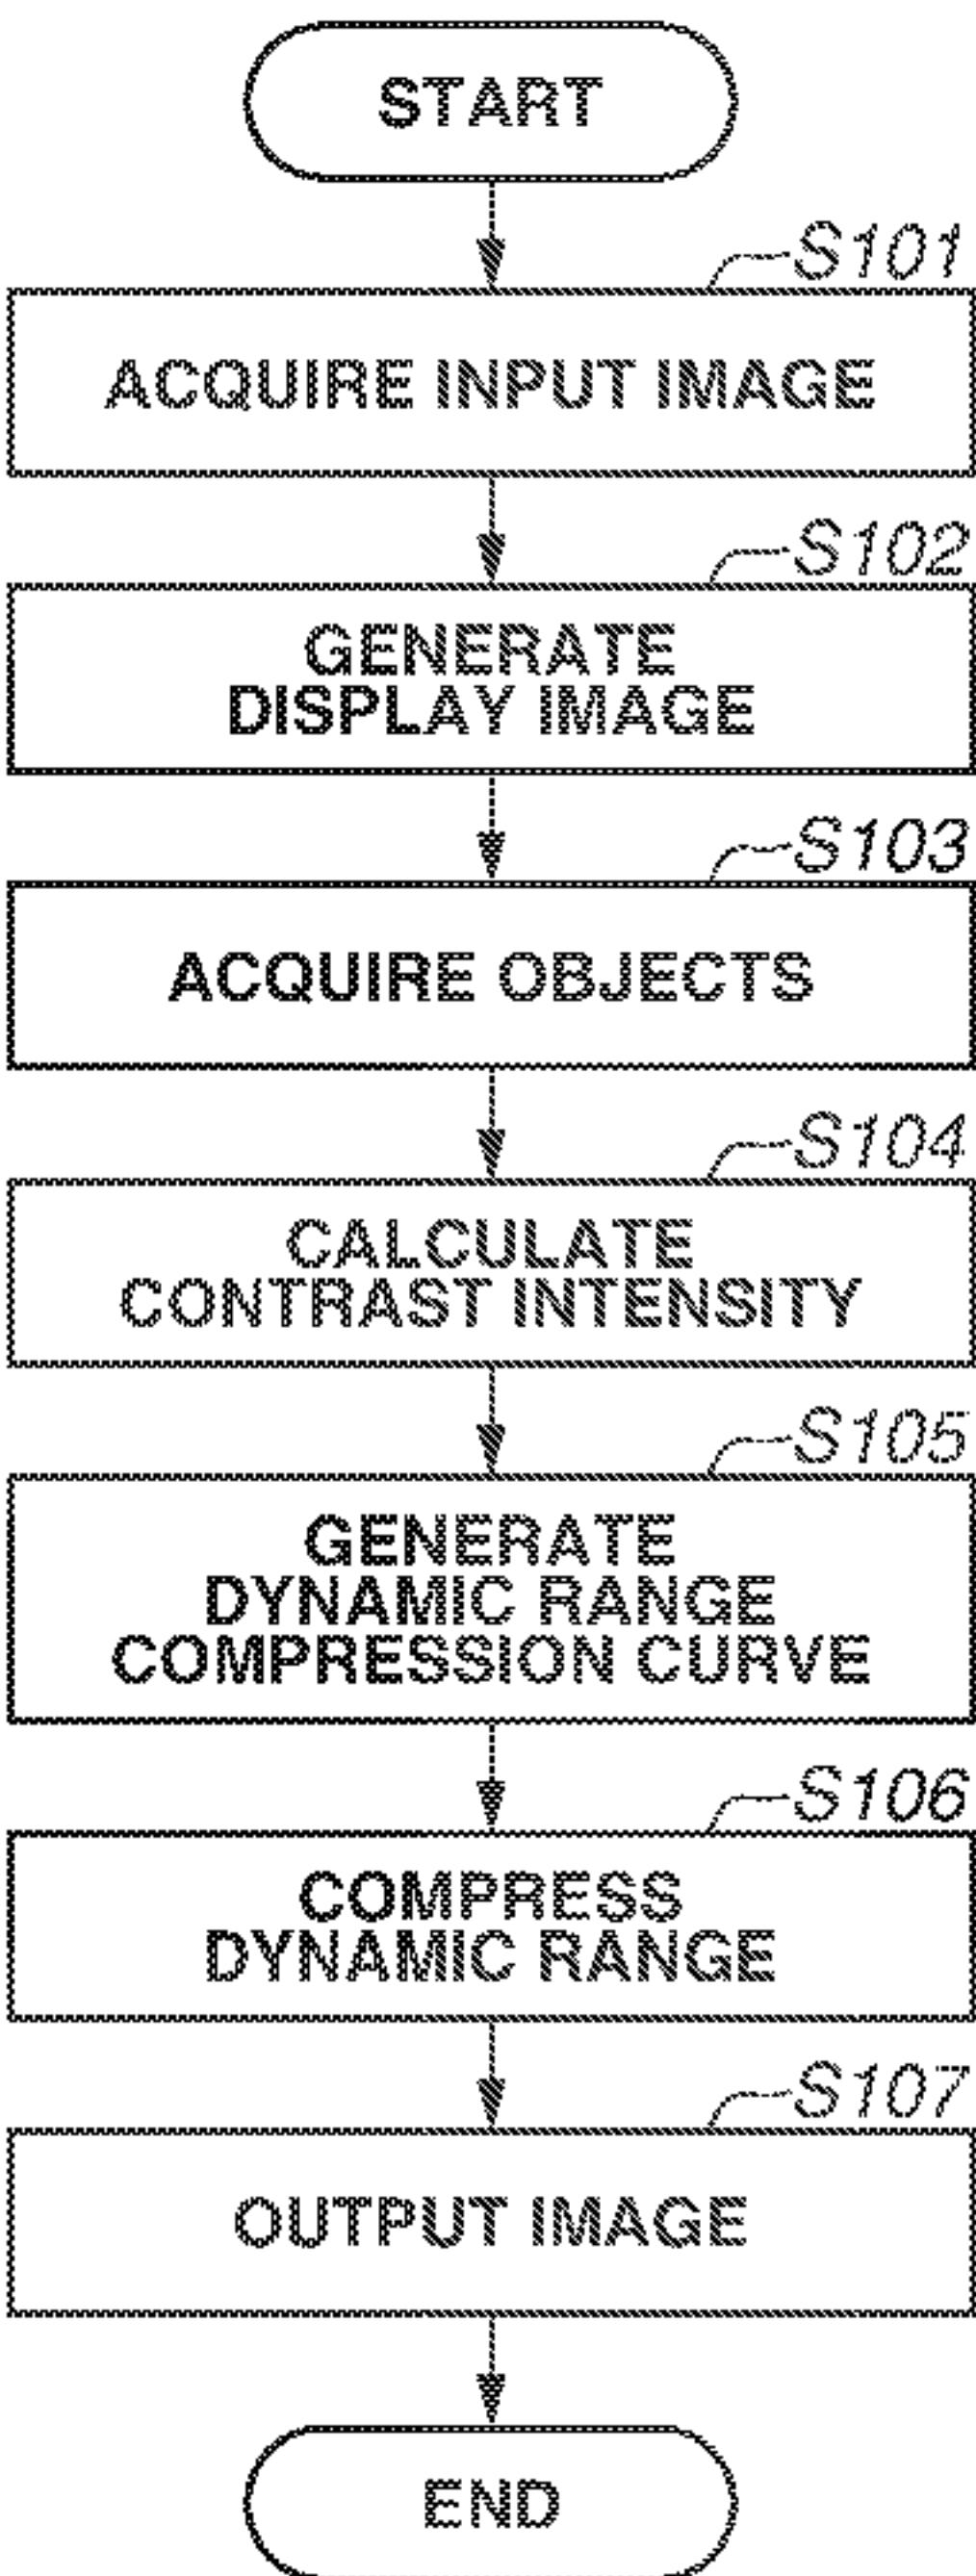 START
S101
ACQUIRE INPUT IMAGE
S102
GENERATE
DISPLAY IMAGE
S103
ACQUIRE OBJECTS
S104
CALCULATE
CONTRAST INTENSITY
S105
GENERATE
DYNAMIC RANGE
COMPRESSION CURVE
S106
COMPRESS
DYNAMIC RANGE
S107
OUTPUT IMAGE
END